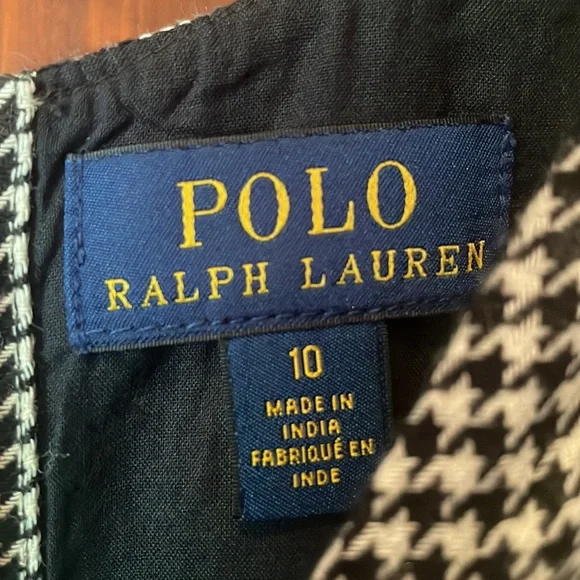 POLO
RALPH LAUREN
10
MADE IN
INDIA
FABRIQUÉ EN
INDE